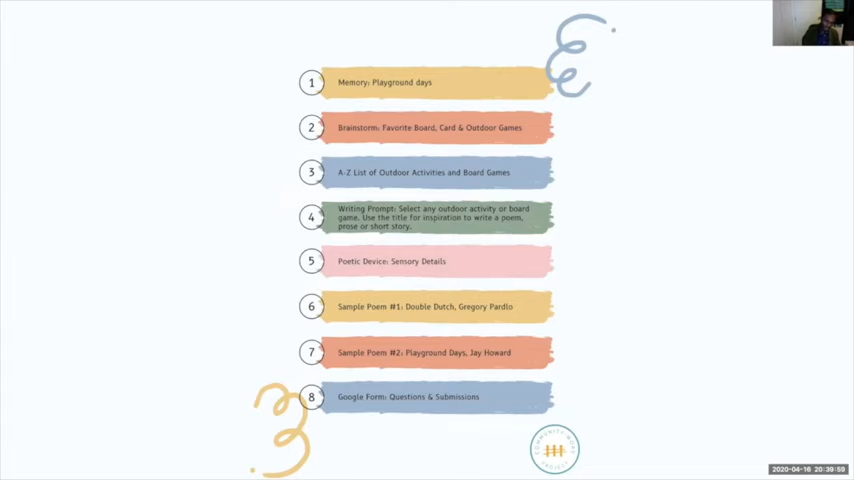 1
Memory: Playground days
2
Brainstorm: Favorite Board, Card & Outdoor Games
3
A-Z List of Outdoor Activities and Board Games
4
Writing Prompt: Select any outdoor activity or board
game. Use the title for inspiration to write a poem,
prose or short story.
5
Poetic Device: Sensory Details
6
Sample Poem #1: Double Dutch, Gregory Pardlo
7
Sample Poem #2: Playground Days, Jay Howard
8
Google Form: Questions & Submissions
COMMUNITY WORD
PROJECT
2020-04-16 20:39:59